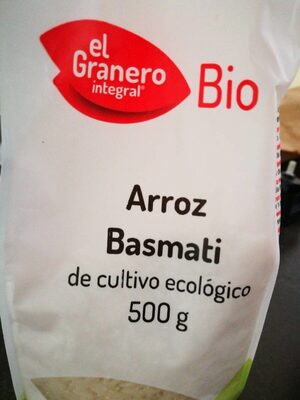 el
Granero
integral®
Bio
Arroz
Basmati
de cultivo ecológico
500 g